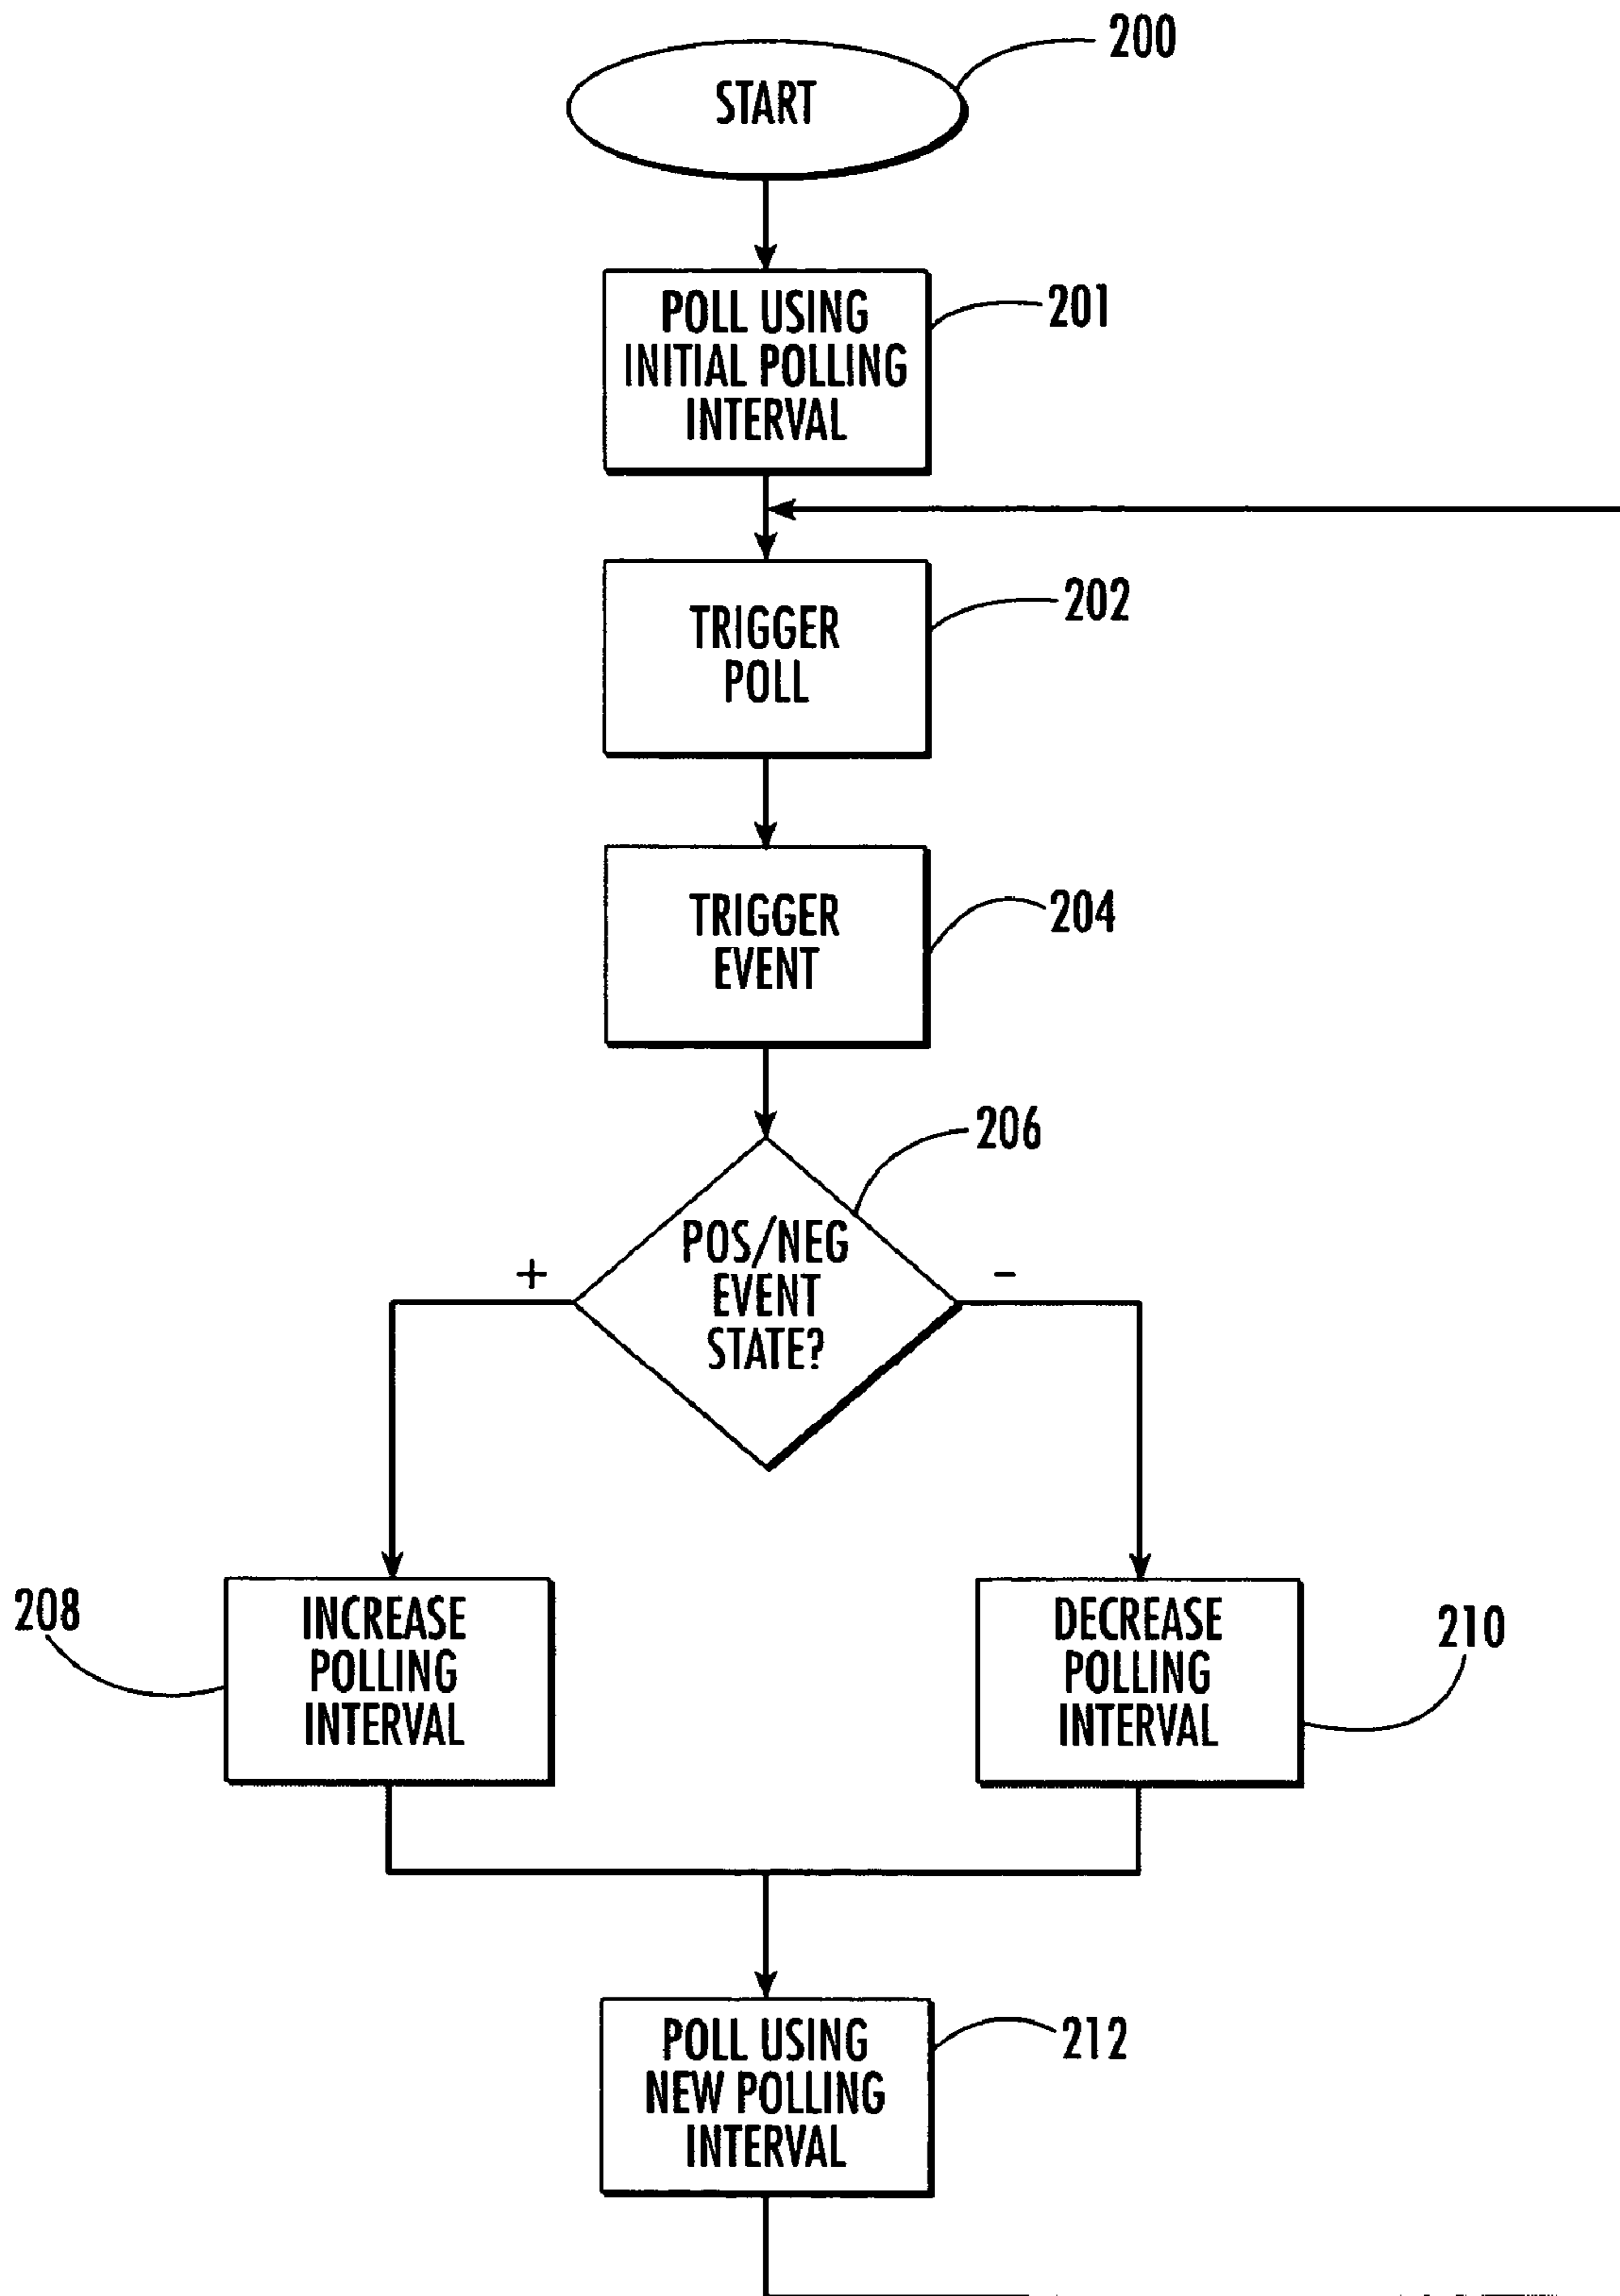 200
START
POLL USING
INITIAL POLLING
INTERVAL
201
TRIGGER
POLL
202
TRIGGER
EVENT
204
206
POS/NEG
EVENT
STATE?
+
-
208
INCREASE
POLLING
INTERVAL
DECREASE
POLLING
INTERVAL
210
POLL USING
NEW POLLING
INTERVAL
212